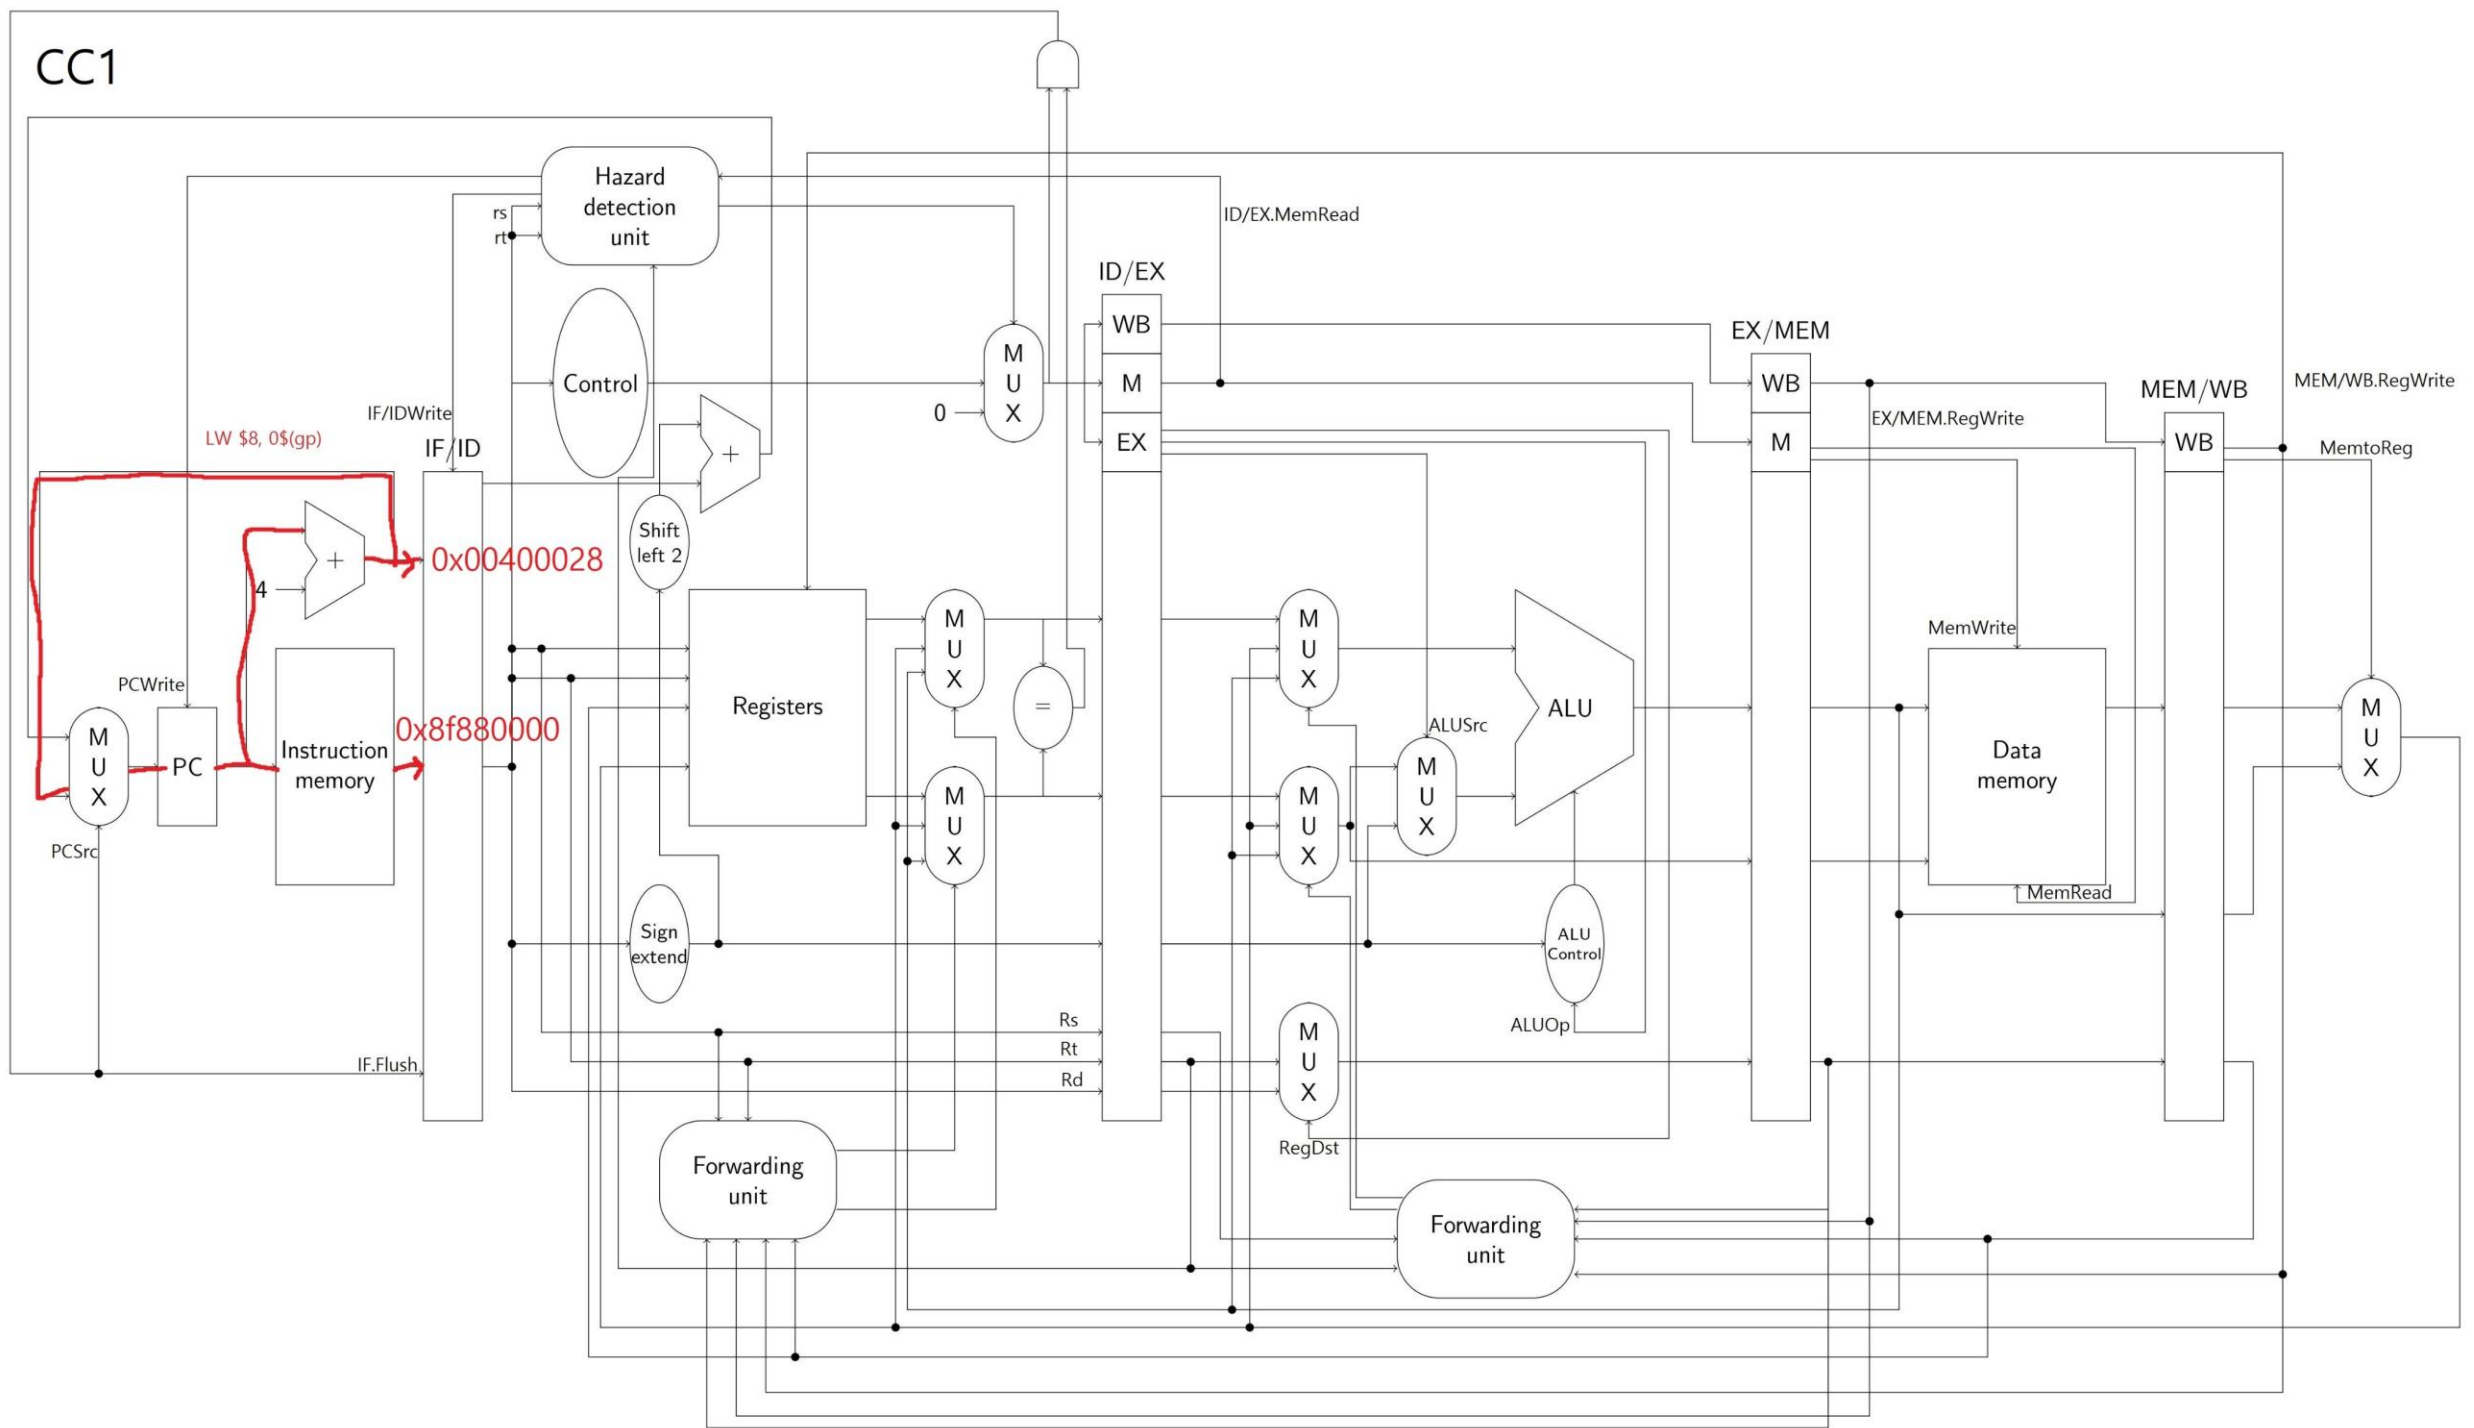 CC1
Hazard
detection
unit
rs
rt
ID/EX.MemRead
ID/EX
WB
M
EX
Control
M
U
X
0
EX/MEM
WB
M
MEM/WB.RegWrite
MEM/WB
EX/MEM.RegWrite
WB
MemtoReg
IF/IDWrite
LW $8, 0$(gp)
IF/ID
+
Shift
left 2
+
4
0x00400028
PCWrite
M
U
X
PC
Instruction
memory
0x8f880000
PCSrc
Registers
M
U
X
=
M
U
X
M
U
X
M
U
X
ALUSrc
M
U
X
ALU
MemWrite
Data
memory
MemRead
M
U
X
Sign
extend
ALU
Control
ALUOp
Rs
Rt
Rd
IF.Flush
M
U
X
RegDst
Forwarding
unit
Forwarding
unit